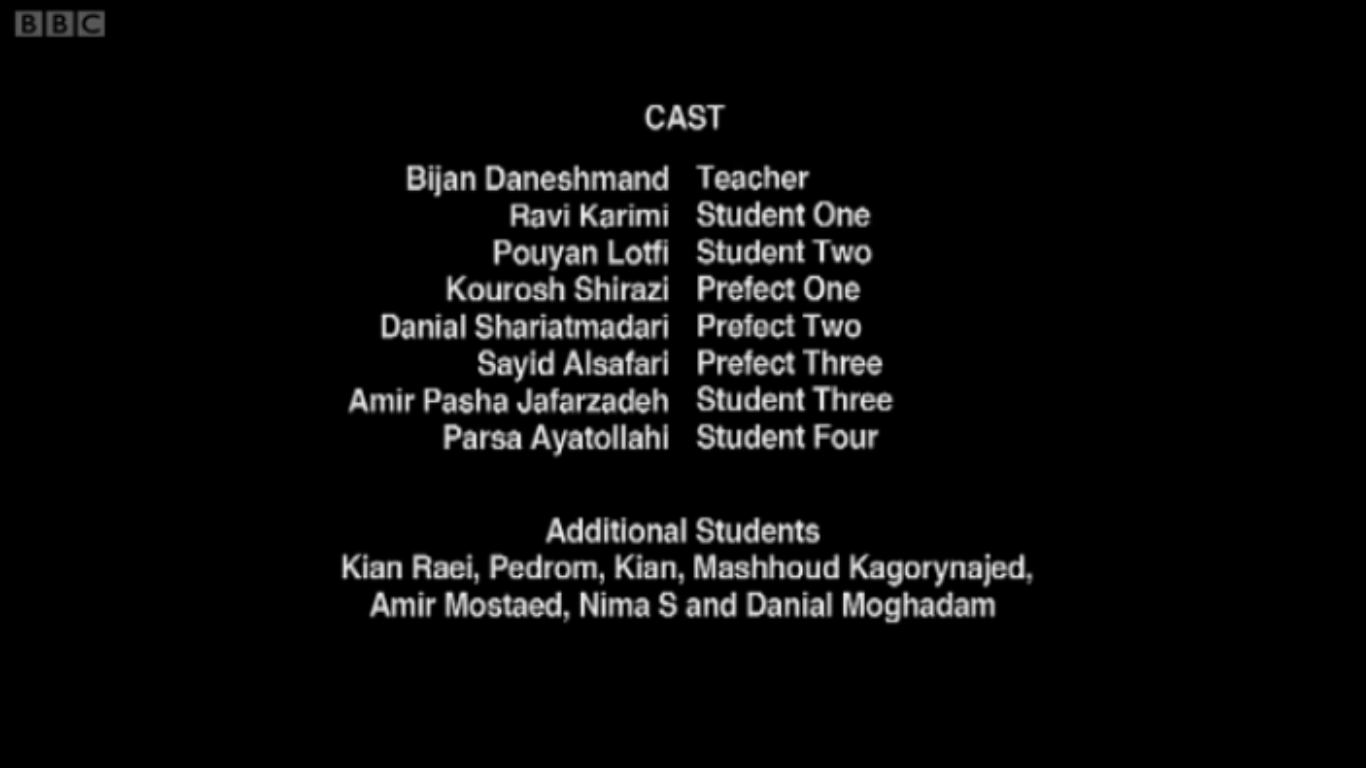 BBC
CAST
Bijan Daneshmand Teacher
Ravi Karimi Student One
Pouyan Lotfi Student Two
Kourosh Shirazi Prefect One
Danial Shariatmadari Prefect Two
Sayid Alsafari Prefect Three
Amir Pasha Jafarzadeh Student Three
Parsa Ayatollahi Student Four
Additional Students
Kian Raei, Pedrom, Kian, Mashhoud Kagorynajed,
Amir Mostaed, Nima S and Danial Moghadam